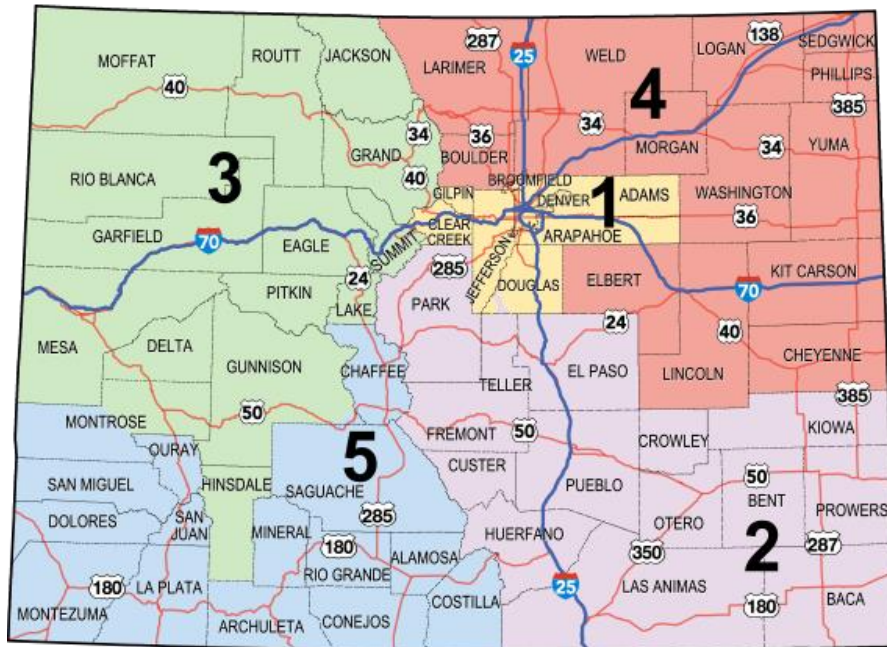 MOFFAT
ROUTT
JACKSON
LARIMER
287
25
WELD
LOGAN
138
SEDGWICK
PHILLIPS
40
4
385
34
36
34
34
YUMA
GRAND
BOULDER
MORGAN
RIO BLANCA
3
40
GILPIN
BROOMFIELD
DENVER
1
ADAMS
WASHINGTON
36
GARFIELD
70
EAGLE
SUMMIT
CLEAR
CREEK
JEFFERSON
ARAPAHOE
285
24
PITKIN
LAKE
PARK
DOUGLAS
ELBERT
KIT CARSON
70
24
40
MESA
DELTA
GUNNISON
CHAFFEE
TELLER
EL PASO
LINCOLN
CHEYENNE
385
MONTROSE
50
FREMONT
50
CROWLEY
KIOWA
OURAY
5
CUSTER
SAN MIGUEL
HINSDALE
SAGUACHE
PUEBLO
50
BENT
PROWERS
DOLORES
SAN
JUAN
MINERAL
285
HUERFANO
OTERO
2
287
180
ALAMOSA
350
180
LA PLATA
RIO GRANDE
25
LAS ANIMAS
MONTEZUMA
COSTILLA
180
BACA
ARCHULETA
CONEJOS